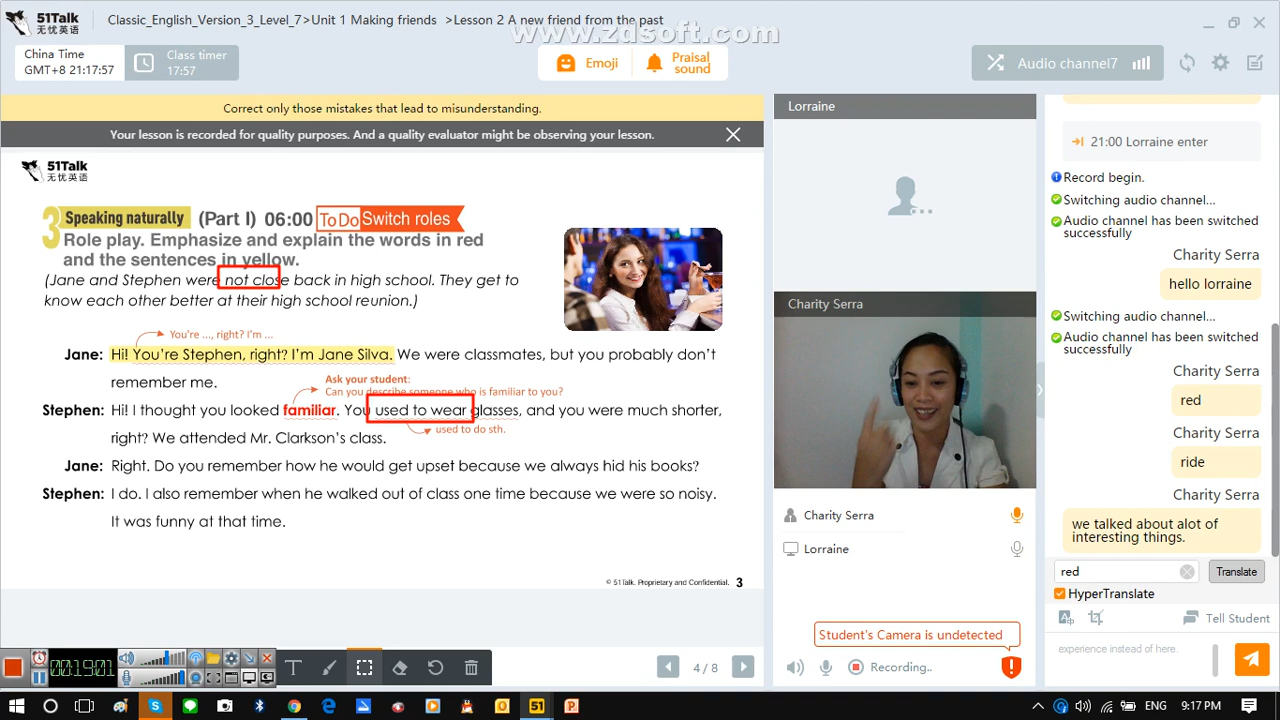 51Talk
无忧英语
Classic_English_Version_3_Level_7>Unit 1 Making friends >Lesson 2 A new friend from the past
www.zdsoft.com
China Time
GMT+8 21:17:57
Class timer
17:57
Emoji
Praisal
sound
Audio channel7
Correct only those mistakes that lead to misunderstanding.
Your lesson is recorded for quality purposes. And a quality evaluator might be observing your lesson.
51Talk
无忧英语
3 Speaking naturally (Part I) 06:00 To Do Switch roles
Role play. Emphasize and explain the words in red
and the sentences in yellow.
(Jane and Stephen were not close back in high school. They get to
know each other better at their high school reunion.)
You're ..., right? I'm ...
Jane: Hi! You're Stephen, right? I'm Jane Silva. We were classmates, but you probably don't
remember me.
Ask your student:
Can you describe someone who is familiar to you?
Stephen: Hi! I thought you looked familiar. You used to wear glasses, and you were much shorter,
used to do sth.
right? We attended Mr. Clarkson's class.
Jane: Right. Do you remember how he would get upset because we always hid his books?
Stephen: I do. I also remember when he walked out of class one time because we were so noisy.
It was funny at that time.
© 51Talk. Proprietary and Confidential. 3
00:19:01
T
4 / 8
Lorraine
Charity Serra
Charity Serra
Lorraine
Student's Camera is undetected
Recording..
21:00 Lorraine enter
Record begin.
Switching audio channel...
Audio channel has been switched
successfully
Charity Serra
hello lorraine
Switching audio channel...
Audio channel has been switched
successfully
Charity Serra
red
Charity Serra
ride
Charity Serra
we talked about alot of
interesting things.
red
Translate
HyperTranslate
Tell Student
experience instead of here.
51
ENG
9:17 PM